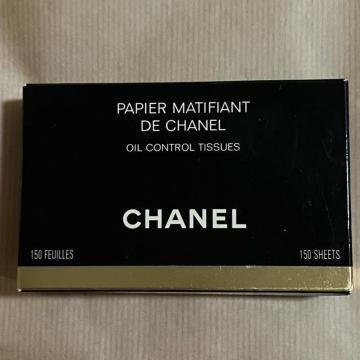 PAPIER MATIFIANT
DE CHANEL
OIL CONTROL TISSUES
CHANEL
150 FEUILLES 150 SHEETS